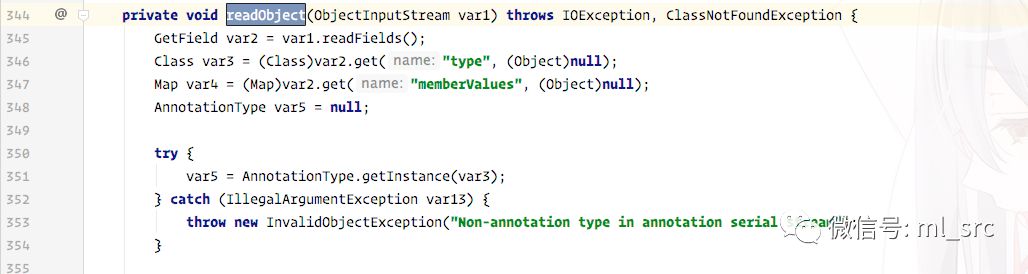 344 @ private void readObject(ObjectInputStream var1) throws IOException, ClassNotFoundException {
345 GetField var2 = var1.readFields();
346 Class var3 = (Class)var2.get( name: "type", (Object)null);
347 Map var4 = (Map)var2.get( name: "memberValues", (Object)null);
348 AnnotationType var5 = null;
349
350 try {
351 var5 = AnnotationType.getInstance(var3);
352 } catch (IllegalArgumentException var13) {
353 throw new InvalidObjectException("Non-annotation type in annotation serial
微信号: ml_src
354 }
355